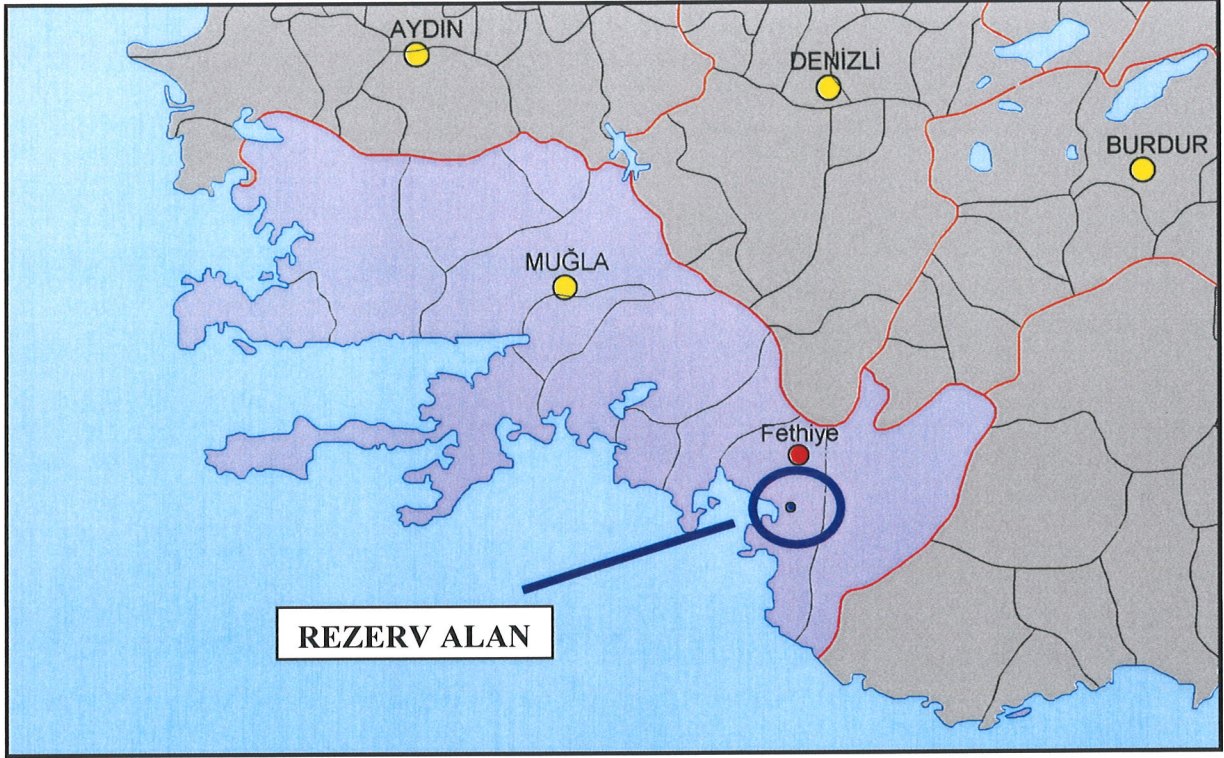 AYDIN
DENİZLİ
BURDUR
MUĞLA
Fethiye
REZERV ALAN